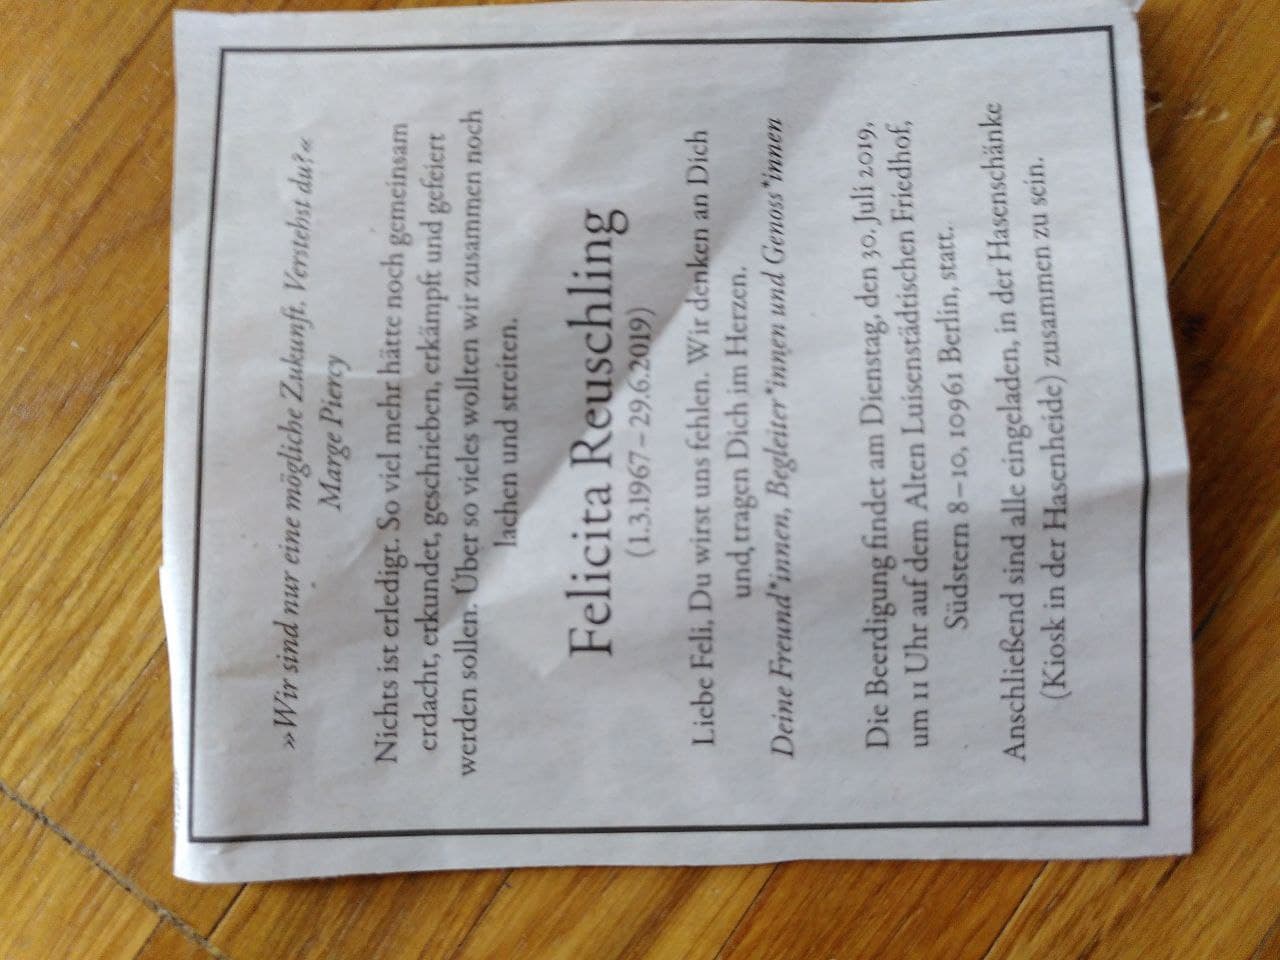 »Wir sind nur eine mögliche Zukunft. Verstehst du?«
Marge Piercy
Nichts ist erledigt. So viel mehr hätte noch gemeinsam
erdacht, erkundet, geschrieben, erkämpft und gefeiert
werden sollen. Über so vieles wollten wir zusammen noch
lachen und streiten.
Felicita Reuschling
(1.3.1967 – 29.6.2019)
Liebe Feli, Du wirst uns fehlen. Wir denken an Dich
und tragen Dich im Herzen.
Deine Freund*innen, Begleiter*innen und Genoss*innen
Die Beerdigung findet am Dienstag, den 30. Juli 2019,
um 11 Uhr auf dem Alten Luisenstädtischen Friedhof,
Südstern 8–10, 10961 Berlin, statt.
Anschließend sind alle eingeladen, in der Hasenschänke
(Kiosk in der Hasenheide) zusammen zu sein.